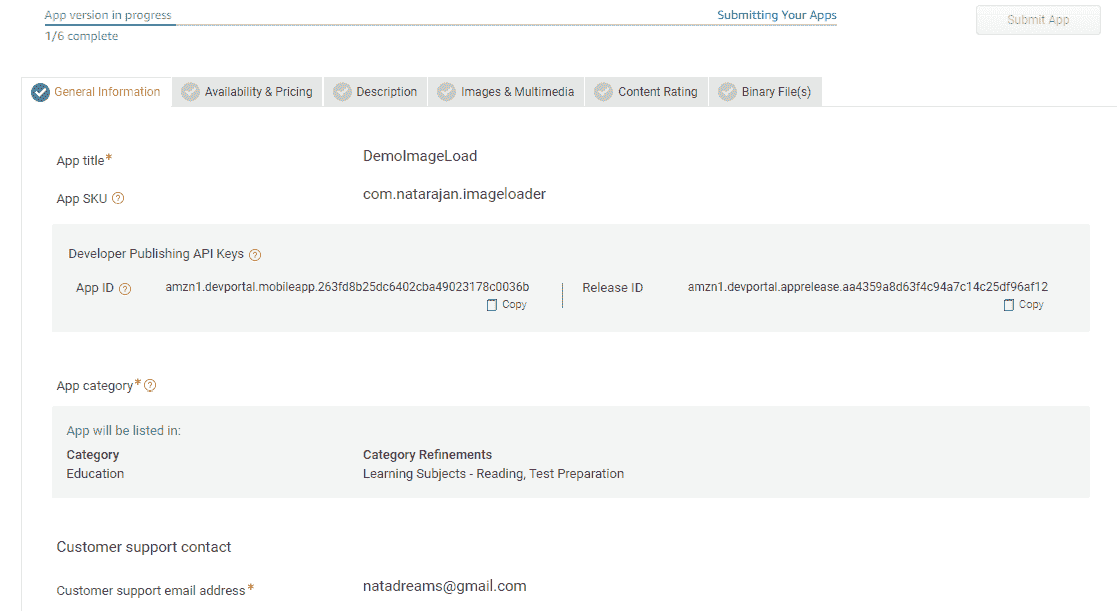 App version in progress
Submitting Your Apps
Submit App
1/6 complete
General Information
Availability & Pricing
Description
Images & Multimedia
Content Rating
Binary File(s)
App title*
DemoImageLoad
App SKU ?
com.natarajan.imageloader
Developer Publishing API Keys ?
App ID ?
amzn1.devportal.mobileapp.263fd8b25dc6402cba49023178c0036b
Copy
Release ID
amzn1.devportal.apprelease.aa4359a8d63f4c94a7c14c25df96af12
Copy
App category* ?
App will be listed in:
Category
Category Refinements
Education
Learning Subjects - Reading, Test Preparation
Customer support contact
Customer support email address*
natadreams@gmail.com